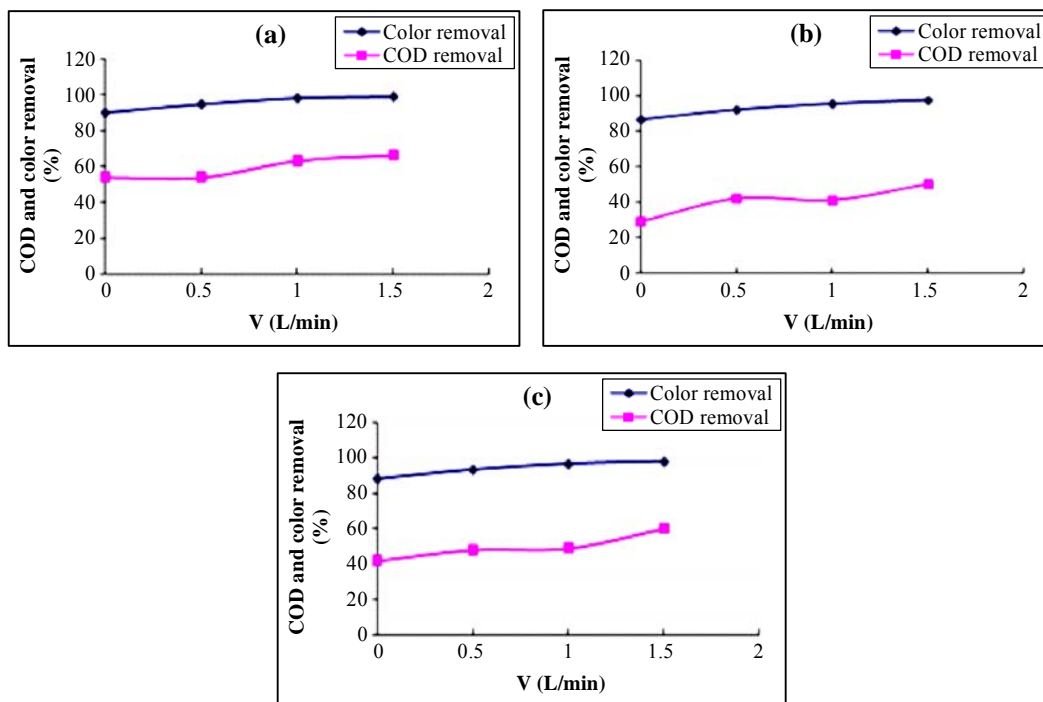 (a)
Color removal
COD removal
COD and color removal
(%)
120
100
80
60
40
20
0
0 0.5 1 1.5 2
V (L/min)
(b)
Color removal
COD removal
COD and color removal
(%)
120
100
80
60
40
20
0
0 0.5 1 1.5 2
V (L/min)
(c)
Color removal
COD removal
COD and color removal
(%)
120
100
80
60
40
20
0
0 0.5 1 1.5 2
V (L/min)